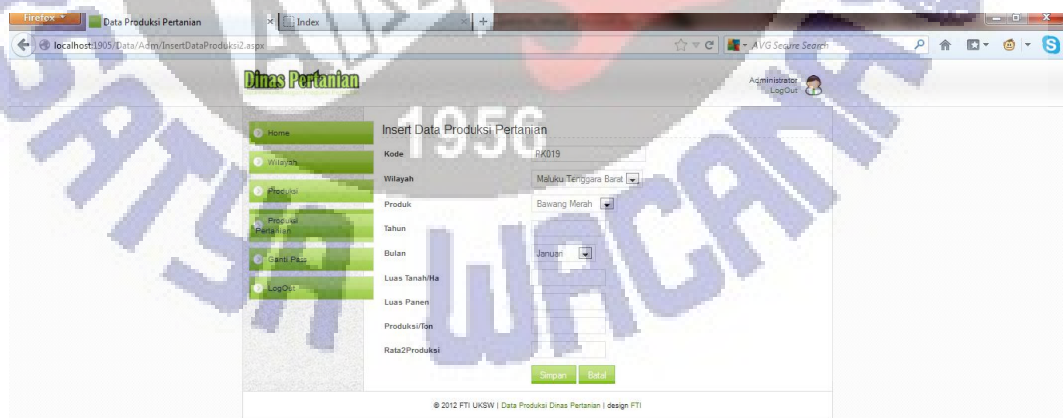 Firefox
Data Produksi Pertanian
Index
localhost:1905/Data/Adm/InsertDataProduksi2.aspx
AVG Secure Search
Dinas Pertanian
Administrator
LogOut
1956
SATYA WACANA
Home
Wilayah
Produksi
Produksi Pertanian
Ganti Pass
LogOut
Insert Data Produksi Pertanian
Kode PK019
Wilayah Maluku Tenggara Barat
Produk Bawang Merah
Tahun
Bulan Januari
Luas Tanah/Ha
Luas Panen
Produksi/Ton
Rata2Produksi
Simpan Batal
© 2012 FTI UKSW | Data Produksi Dinas Pertanian | design FTI